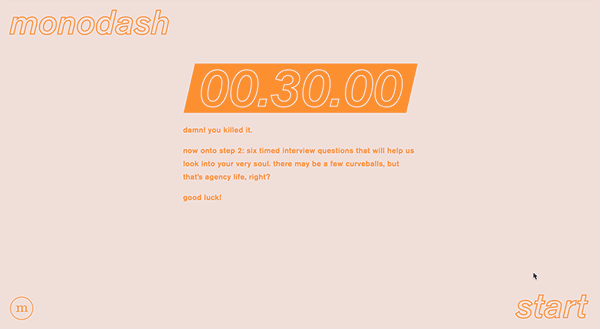 monodash
00.30.00
damn! you killed it.
now onto step 2: six timed interview questions that will help us
look into your very soul. there may be a few curveballs, but
that's agency life, right?
good luck!
m
start